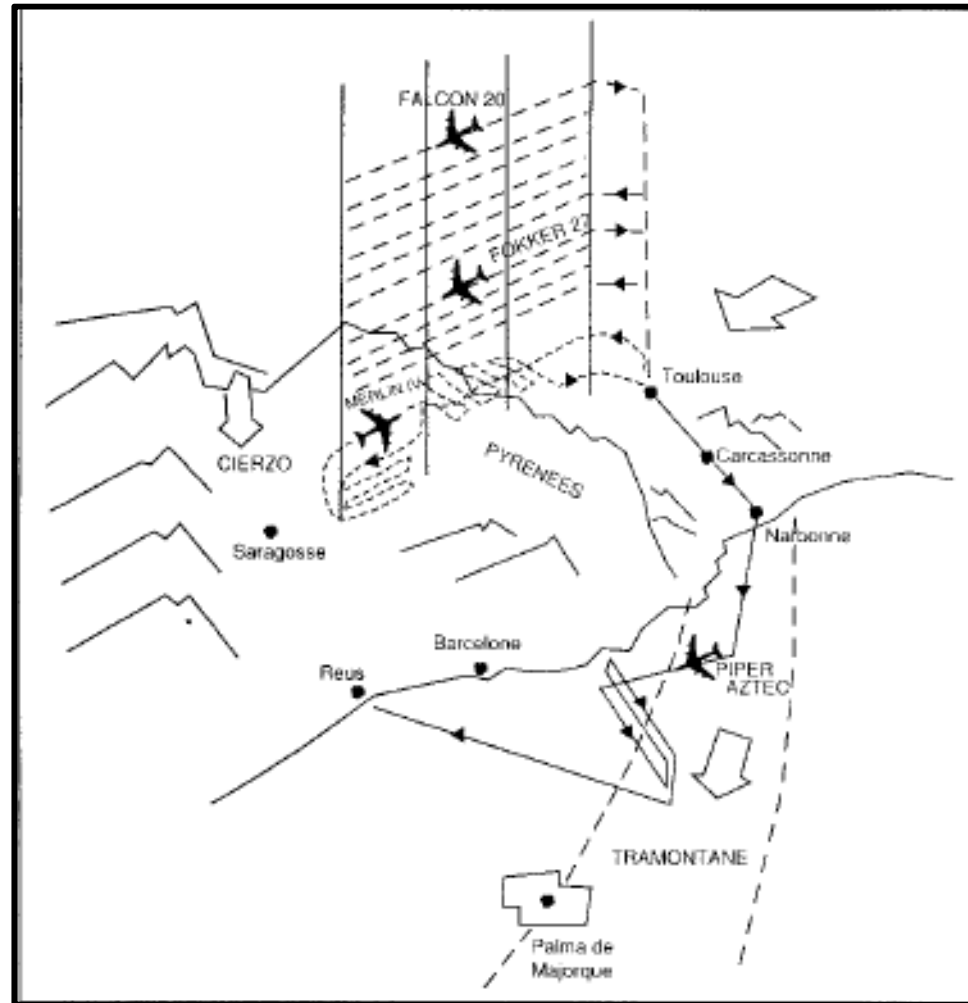 FALCON 20
FOKKER 27
MERLIN IV
Toulouse
Carcassonne
Narbonne
PYRENEES
CIERZO
Saragosse
Barcelone
Reus
PIPER
AZTEC
TRAMONTANE
Palma de
Majorque